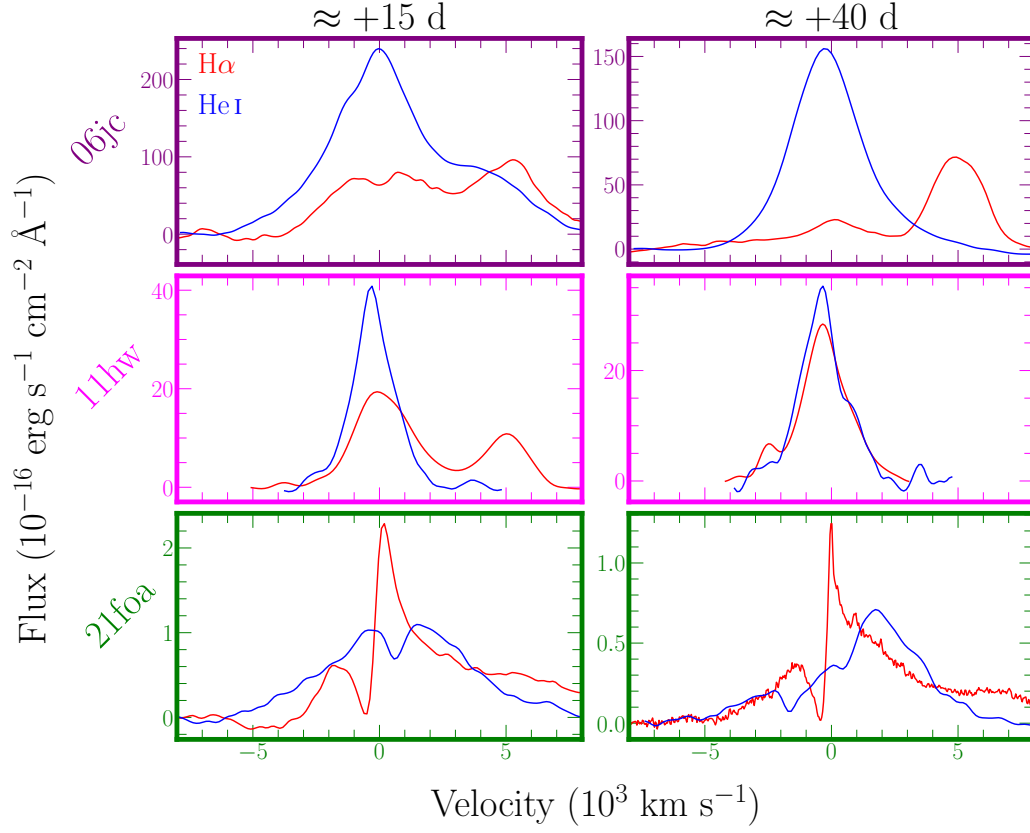 ≈ +15 d
≈ +40 d
Flux (10⁻¹⁶ erg s⁻¹ cm⁻² Å⁻¹)
06jc
Hα
He I
200
100
0
150
100
50
0
11hw
40
20
0
20
0
21foa
2
1
0
1.0
0.5
0.0
−5
0
5
−5
0
5
Velocity (10³ km s⁻¹)